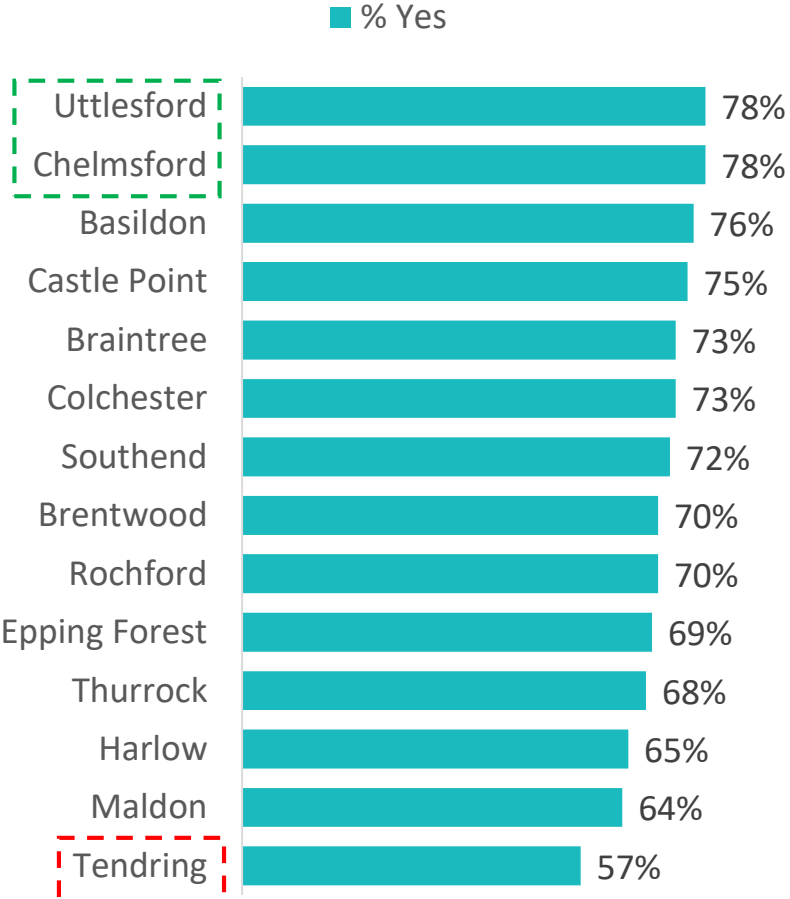 % Yes
Uttlesford 78%
Chelmsford 78%
Basildon 76%
Castle Point 75%
Braintree 73%
Colchester 73%
Southend 72%
Brentwood 70%
Rochford 70%
Epping Forest 69%
Thurrock 68%
Harlow 65%
Maldon 64%
Tendring 57%